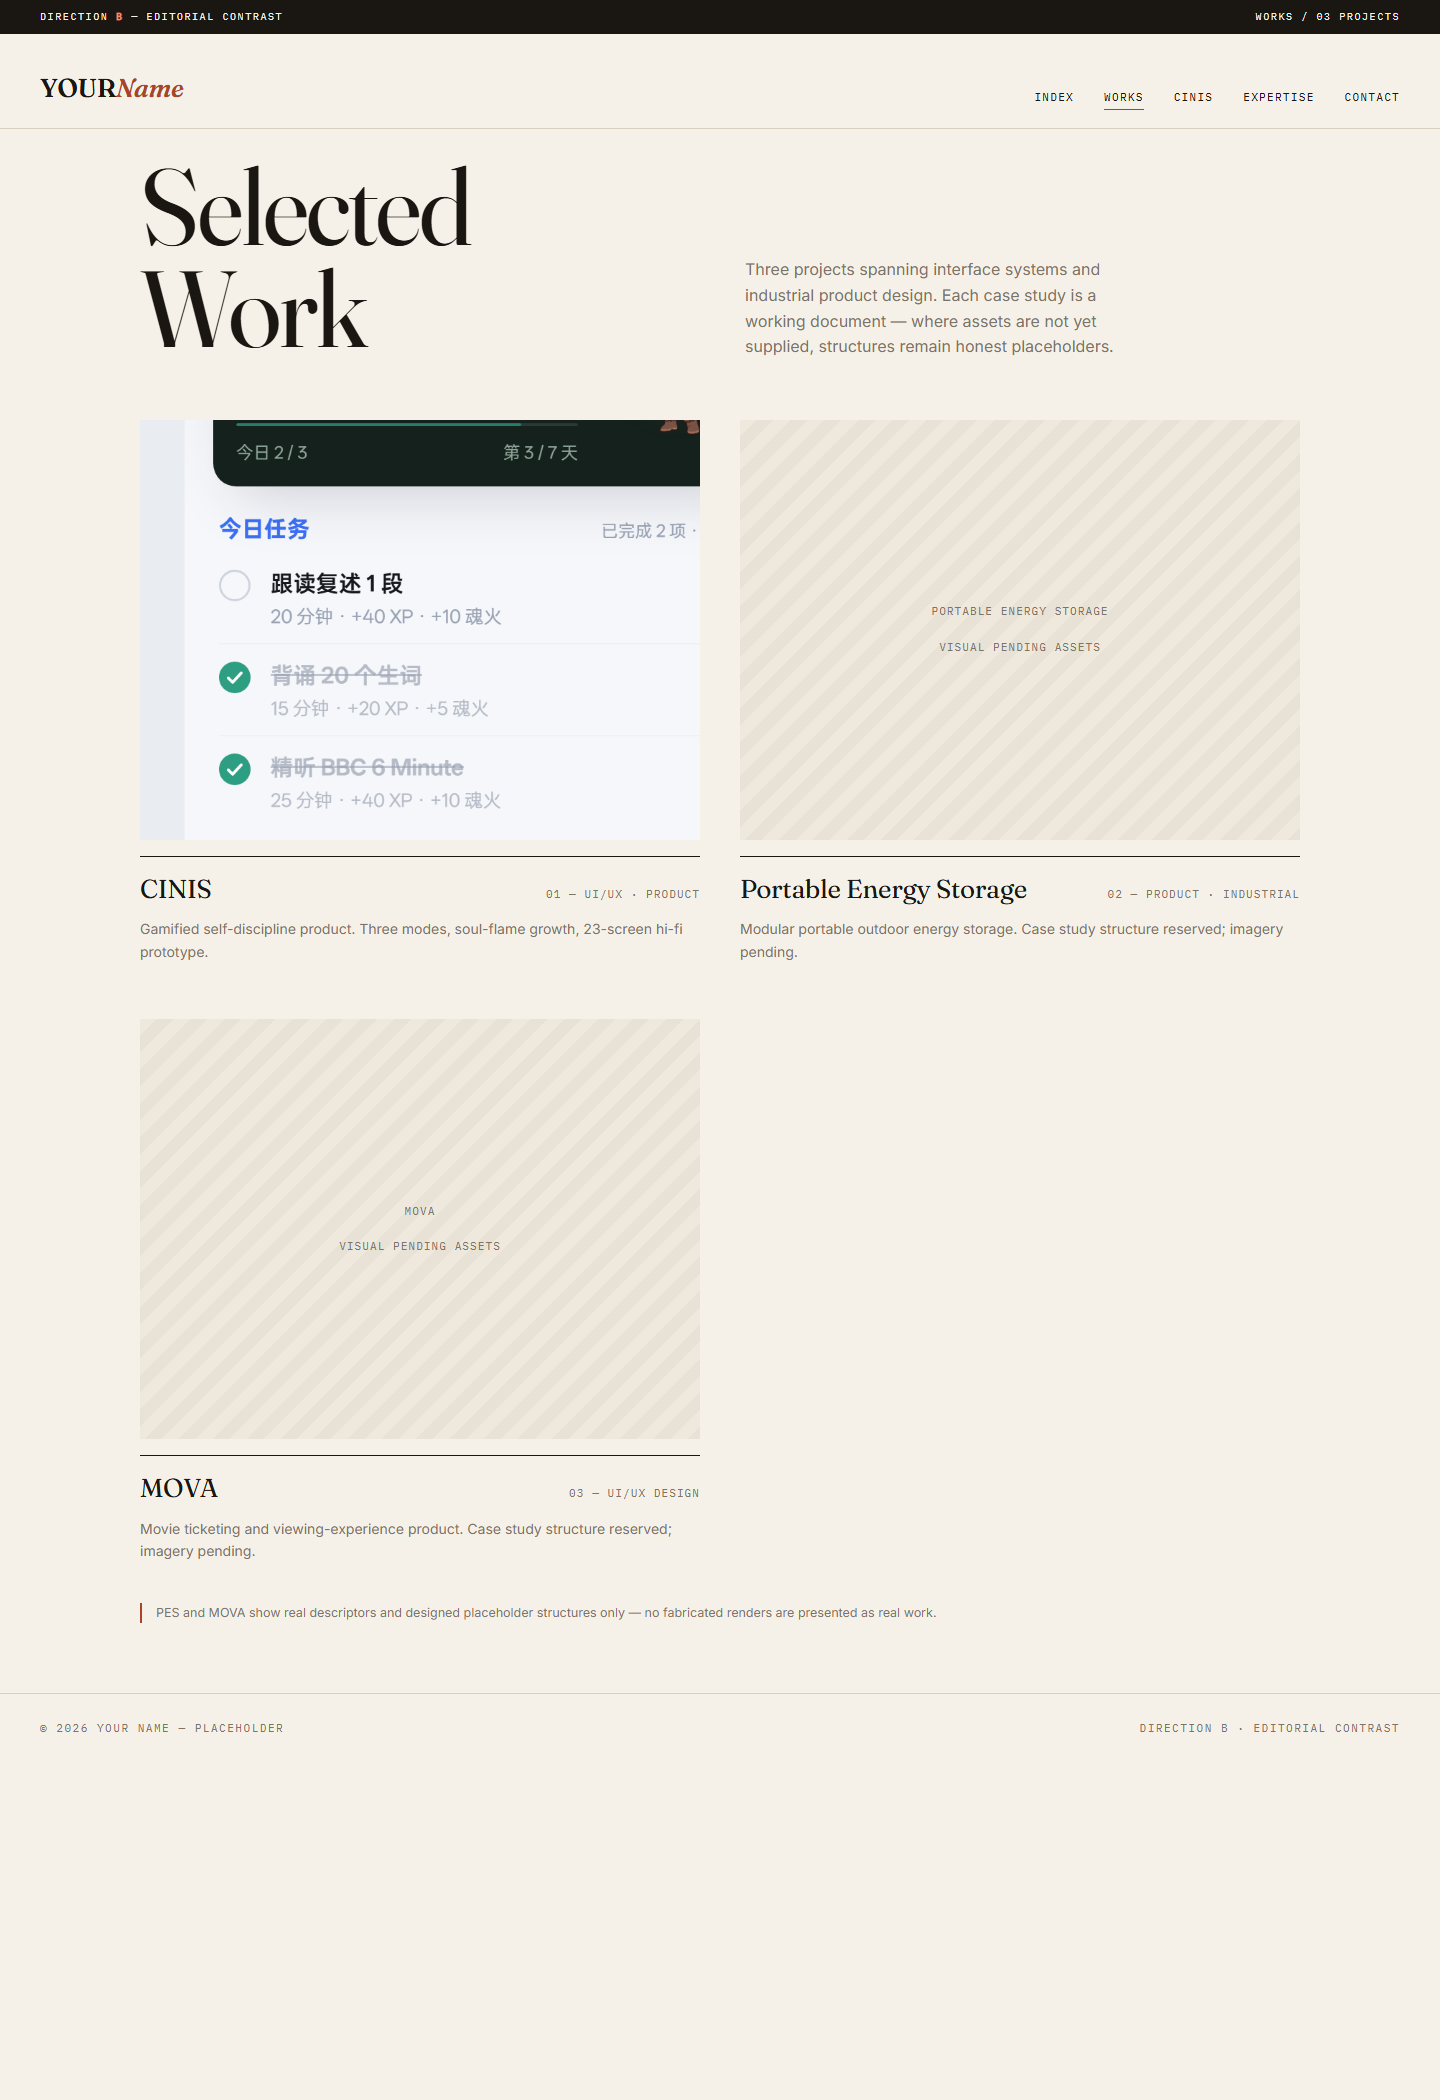 DIRECTION B — EDITORIAL CONTRAST
WORKS / 03 PROJECTS
YOURName
INDEX WORKS CINIS EXPERTISE CONTACT
Selected
Work
Three projects spanning interface systems and
industrial product design. Each case study is a
working document — where assets are not yet
supplied, structures remain honest placeholders.
今日 2 / 3
第 3 / 7 天
今日任务
已完成 2 项 ·
跟读复述 1 段
20 分钟 · +40 XP · +10 魂火
背诵 20 个生词
15 分钟 · +20 XP · +5 魂火
精听 BBC 6 Minute
25 分钟 · +40 XP · +10 魂火
PORTABLE ENERGY STORAGE
VISUAL PENDING ASSETS
CINIS
01 — UI/UX · PRODUCT
Gamified self-discipline product. Three modes, soul-flame growth, 23-screen hi-fi
prototype.
Portable Energy Storage
02 — PRODUCT · INDUSTRIAL
Modular portable outdoor energy storage. Case study structure reserved; imagery
pending.
MOVA
VISUAL PENDING ASSETS
MOVA
03 — UI/UX DESIGN
Movie ticketing and viewing-experience product. Case study structure reserved;
imagery pending.
PES and MOVA show real descriptors and designed placeholder structures only — no fabricated renders are presented as real work.
© 2026 YOUR NAME — PLACEHOLDER
DIRECTION B · EDITORIAL CONTRAST